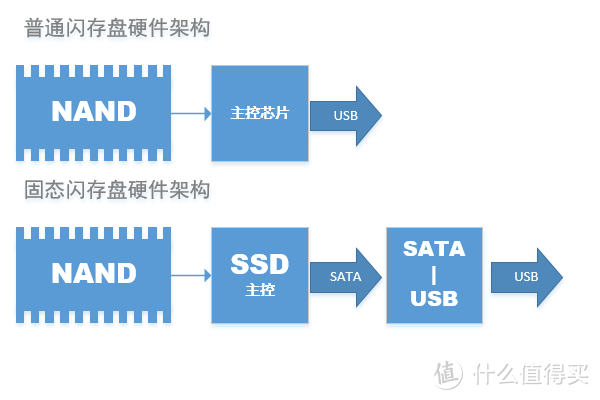 普通闪存盘硬件架构
NAND
主控芯片
USB
固态闪存盘硬件架构
NAND
SSD
主控
SATA
SATA
|
USB
USB
值 什么值得买